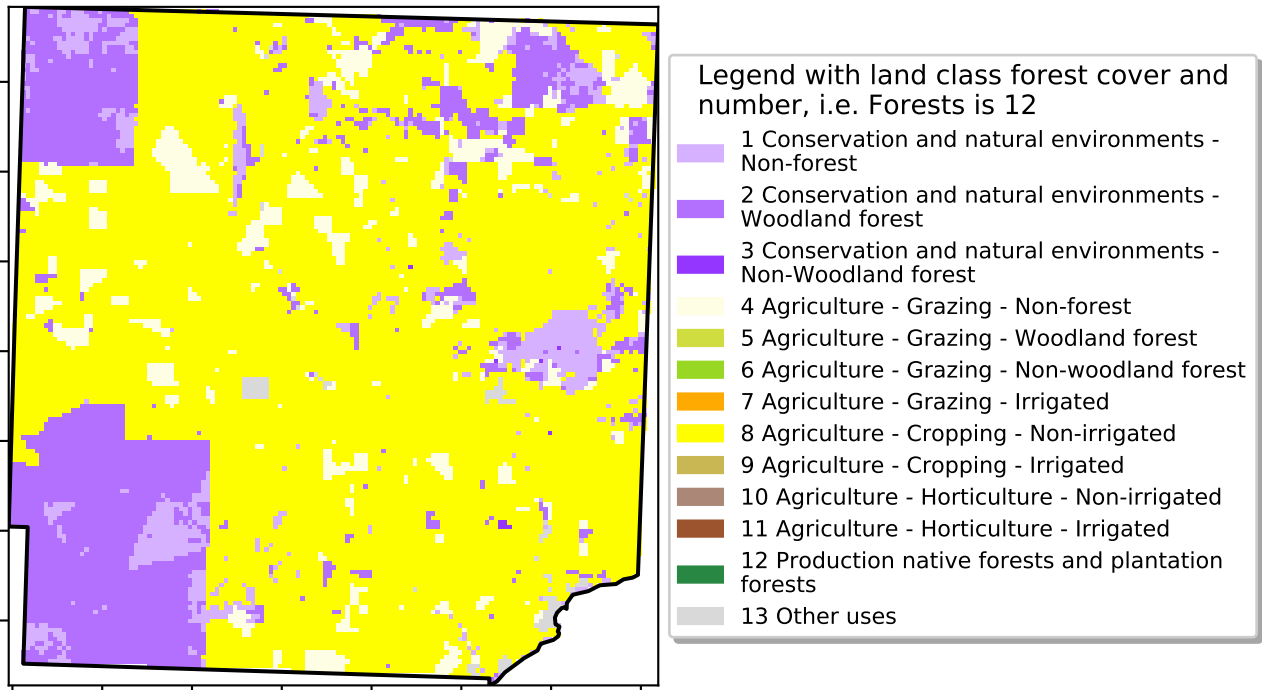 Legend with land class forest cover and
number, i.e. Forests is 12
1 Conservation and natural environments -
Non-forest
2 Conservation and natural environments -
Woodland forest
3 Conservation and natural environments -
Non-Woodland forest
4 Agriculture - Grazing - Non-forest
5 Agriculture - Grazing - Woodland forest
6 Agriculture - Grazing - Non-woodland forest
7 Agriculture - Grazing - Irrigated
8 Agriculture - Cropping - Non-irrigated
9 Agriculture - Cropping - Irrigated
10 Agriculture - Horticulture - Non-irrigated
11 Agriculture - Horticulture - Irrigated
12 Production native forests and plantation
forests
13 Other uses